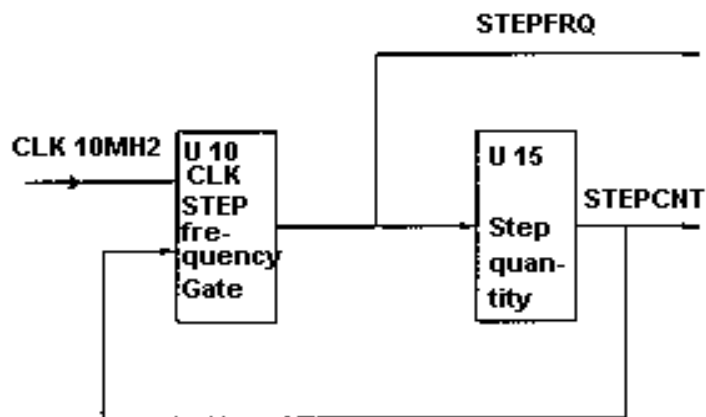 STEPFRQ
CLK 10MH2
U 10
CLK
STEP
fre-
quency
Gate
U 15
Step
quan-
tity
STEPCNT